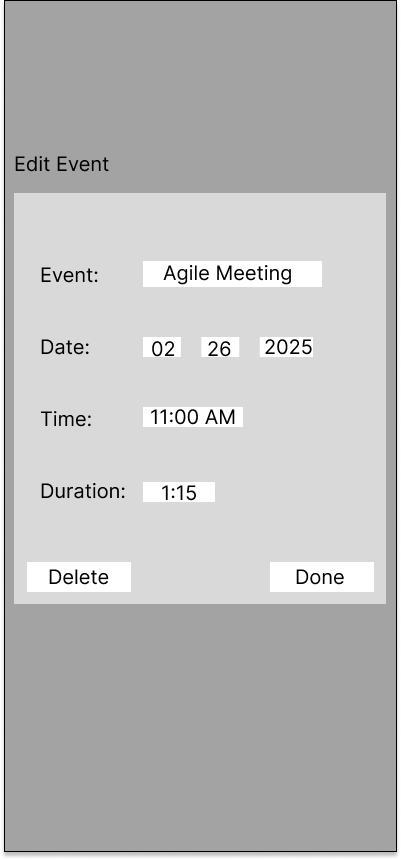 Edit Event
Event: Agile Meeting
Date: 02 26 2025
Time: 11:00 AM
Duration: 1:15
Delete Done